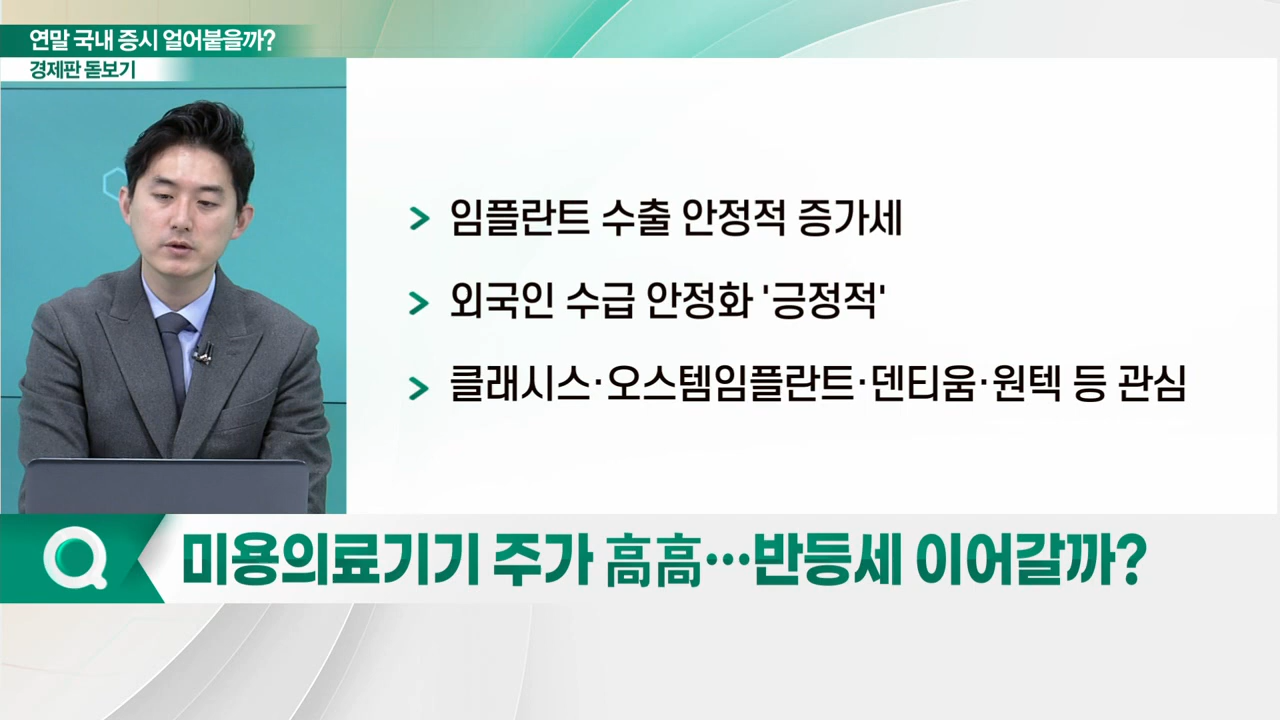 연말 국내 증시 얼어붙을까?
경제판 돋보기
> 임플란트 수출 안정적 증가세
> 외국인 수급 안정화 '긍정적'
> 클래시스·오스템임플란트·덴티움·원텍 등 관심
Q 미용의료기기 주가 高高…반등세 이어갈까?